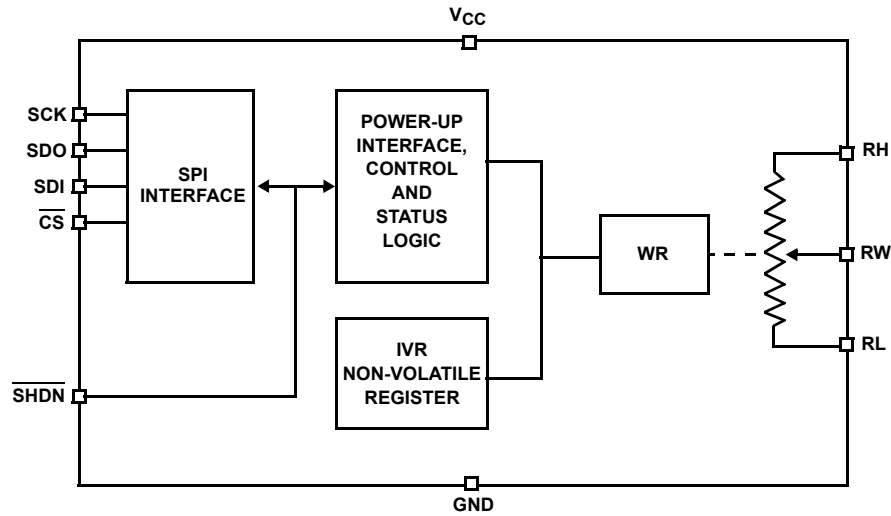 VCC
SCK
SDO
SDI
CS
SHDN
SPI
INTERFACE
POWER-UP
INTERFACE,
CONTROL
AND
STATUS
LOGIC
IVR
NON-VOLATILE
REGISTER
WR
RH
RW
RL
GND